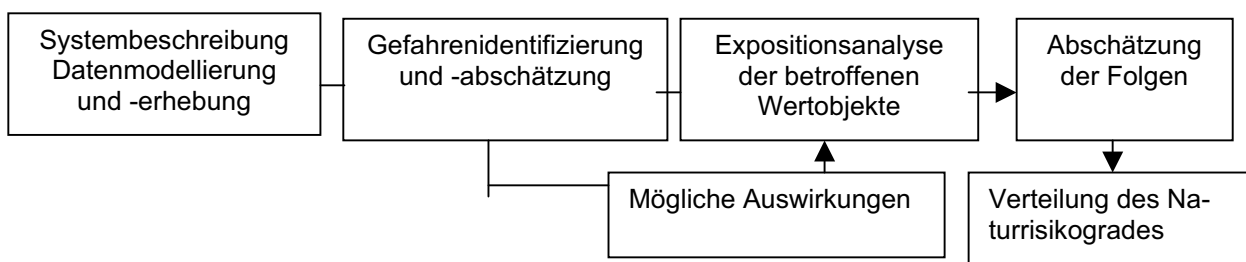 Systembeschreibung
Datenmodellierung
und -erhebung
Gefahrenidentifizierung
und -abschätzung
Expositionsanalyse
der betroffenen
Wertobjekte
Abschätzung
der Folgen
Mögliche Auswirkungen
Verteilung des Na-
turrisikogrades